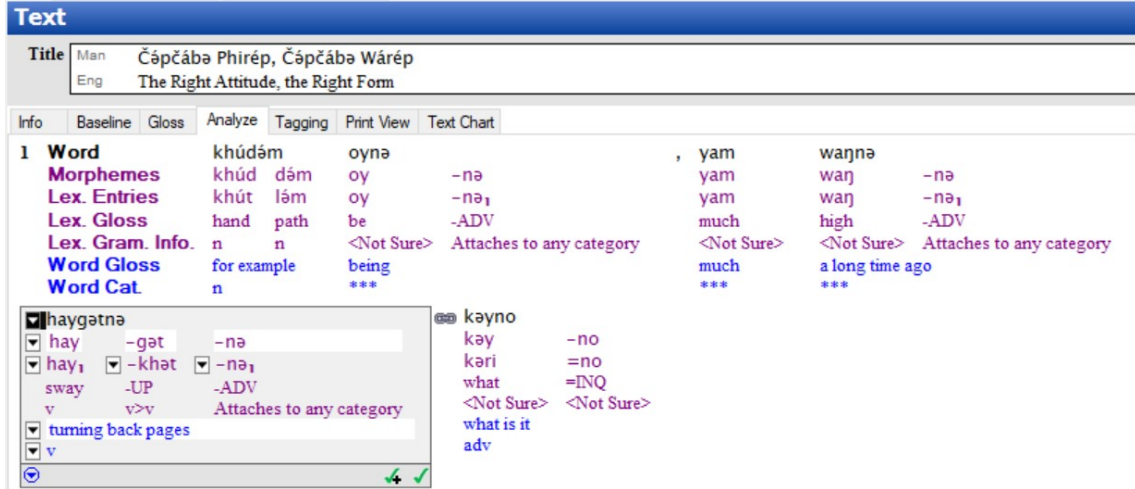 Text
Title Man Čə́pčábə Phirép, Čə́pčábə Wárép
Eng The Right Attitude, the Right Form
Info Baseline Gloss Analyze Tagging Print View Text Chart
1 Word khúdə́m oynə , yam waŋnə
Morphemes khúd də́m oy -nə yam waŋ -nə
Lex. Entries khút lə́m oy -nə₁ yam waŋ -nə₁
Lex. Gloss hand path be -ADV much high -ADV
Lex. Gram. Info. n n <Not Sure> Attaches to any category <Not Sure> <Not Sure> Attaches to any category
Word Gloss for example being much a long time ago
Word Cat. n *** *** ***
haygətnə kəyno
hay -gət -nə kəy -no
hay₁ -khət -nə₁ kəri =no
sway -UP -ADV what =INQ
v v>v Attaches to any category <Not Sure> <Not Sure>
turning back pages what is it
v adv